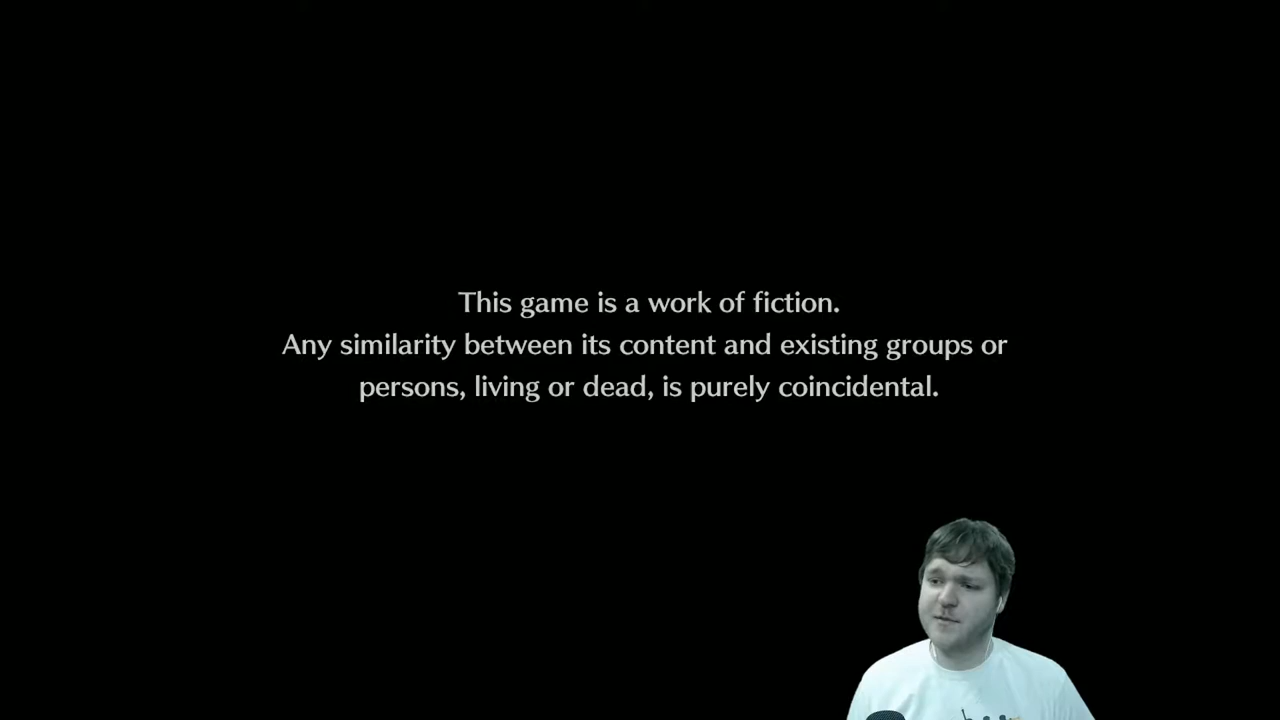 This game is a work of fiction.
Any similarity between its content and existing groups or
persons, living or dead, is purely coincidental.